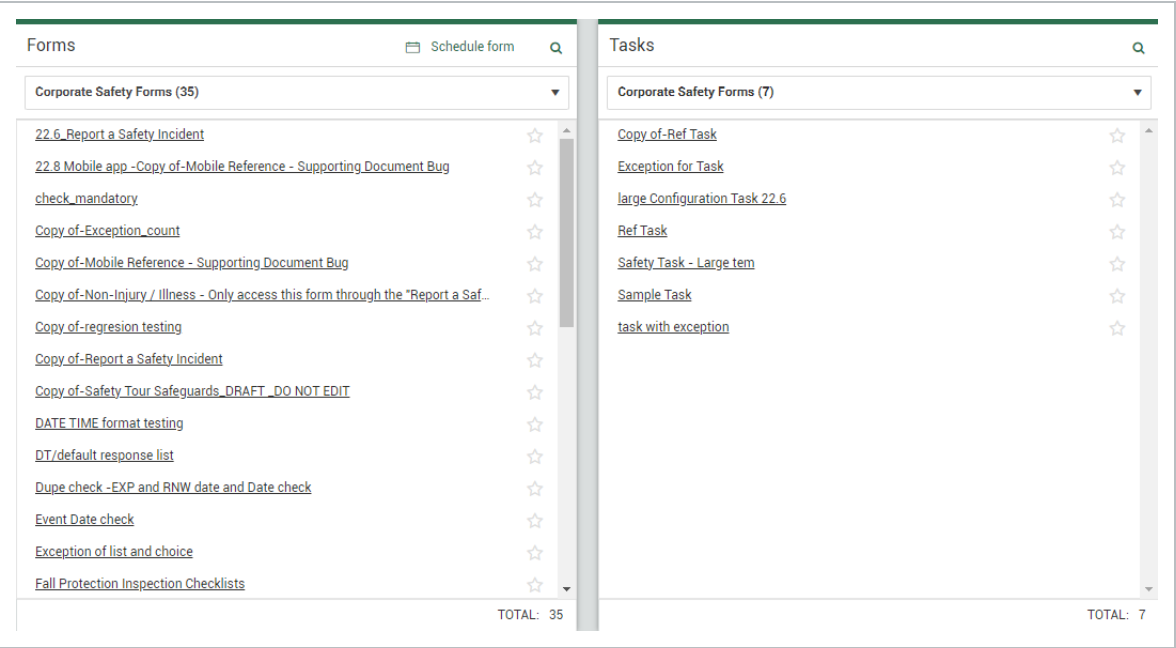 Forms
Schedule form
Corporate Safety Forms (35)
22.6_Report a Safety Incident
22.8 Mobile app -Copy of-Mobile Reference - Supporting Document Bug
check_mandatory
Copy of-Exception_count
Copy of-Mobile Reference - Supporting Document Bug
Copy of-Non-Injury / Illness - Only access this form through the "Report a Saf...
Copy of-regresion testing
Copy of-Report a Safety Incident
Copy of-Safety Tour Safeguards_DRAFT _DO NOT EDIT
DATE TIME format testing
DT/default response list
Dupe check -EXP and RNW date and Date check
Event Date check
Exception of list and choice
Fall Protection Inspection Checklists
TOTAL: 35
Tasks
Corporate Safety Forms (7)
Copy of-Ref Task
Exception for Task
large Configuration Task 22.6
Ref Task
Safety Task - Large tem
Sample Task
task with exception
TOTAL: 7